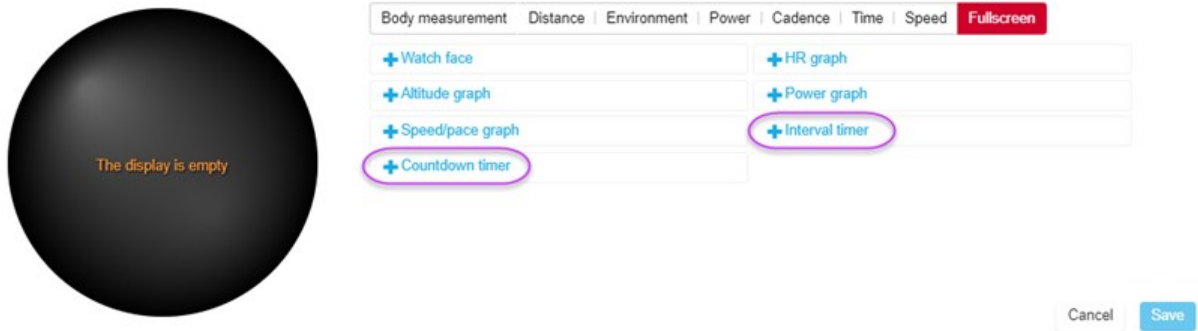 Body measurement Distance Environment Power Cadence Time Speed Fullscreen
Watch face
HR graph
Altitude graph
Power graph
Speed/pace graph
Interval timer
Countdown timer
The display is empty
Cancel Save